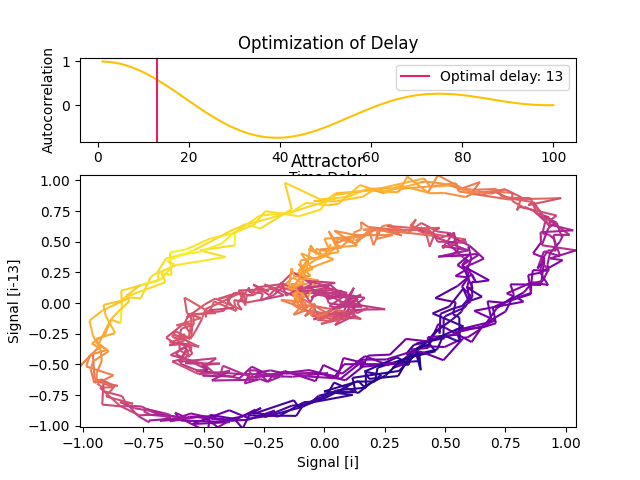 Optimization of Delay
Autocorrelation
1
0
Optimal delay: 13
0 20 40 60 80 100
Attractor
Signal [i-13]
1.00
0.75
0.50
0.25
0.00
−0.25
−0.50
−0.75
−1.00
−1.00 −0.75 −0.50 −0.25 0.00 0.25 0.50 0.75 1.00
Signal [i]